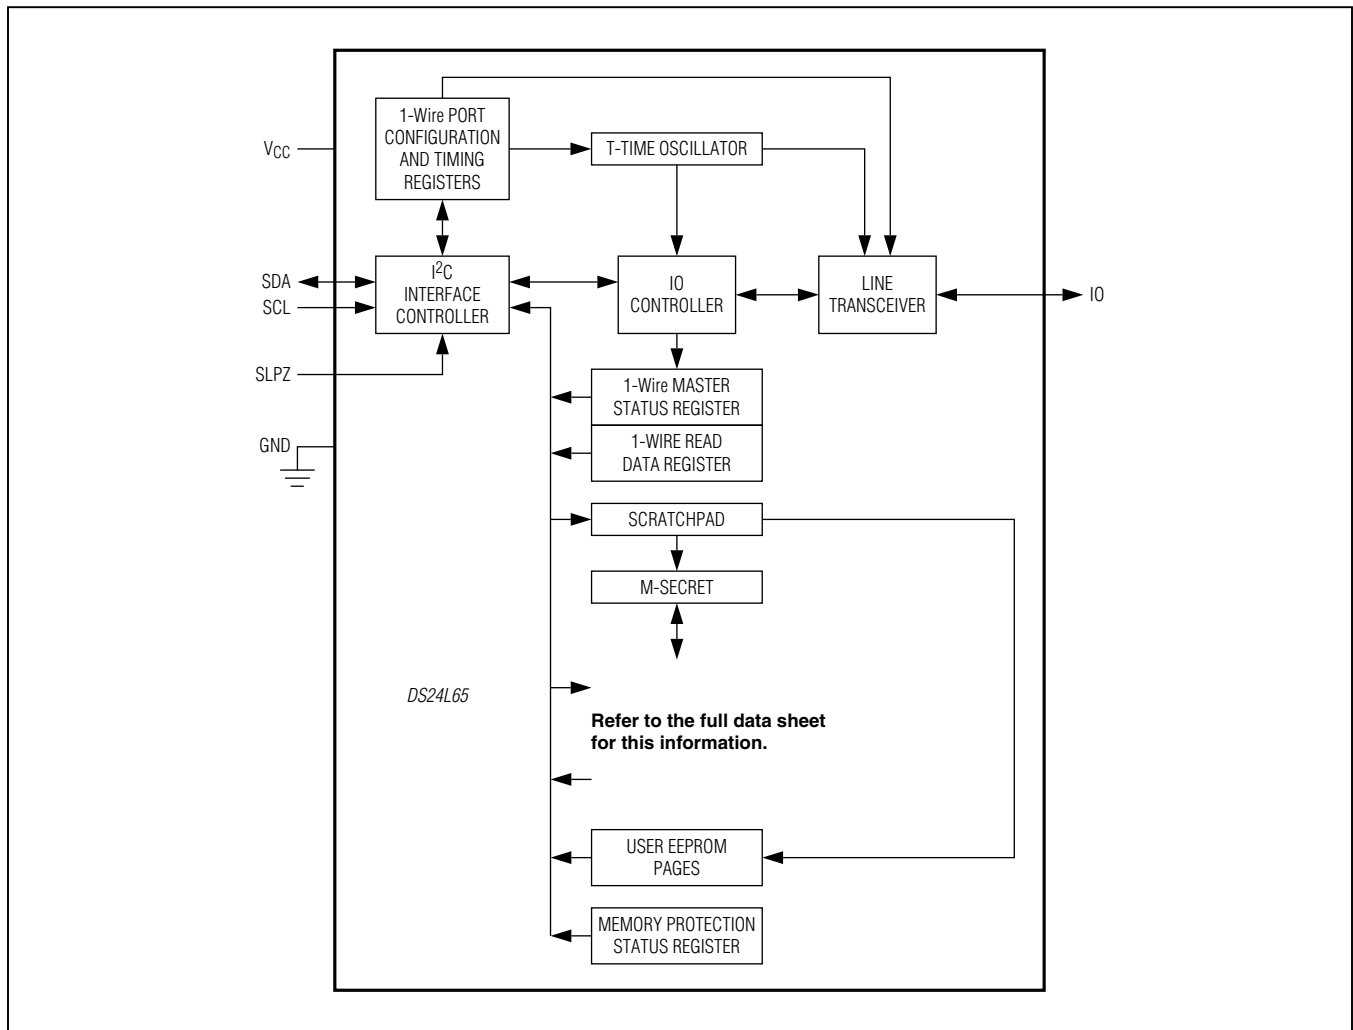 1-Wire PORT
CONFIGURATION
AND TIMING
REGISTERS
VCC
T-TIME OSCILLATOR
SDA
SCL
I2C
INTERFACE
CONTROLLER
IO
CONTROLLER
LINE
TRANSCEIVER
IO
SLPZ
1-Wire MASTER
STATUS REGISTER
GND
1-WIRE READ
DATA REGISTER
SCRATCHPAD
M-SECRET
DS24L65
Refer to the full data sheet
for this information.
USER EEPROM
PAGES
MEMORY PROTECTION
STATUS REGISTER